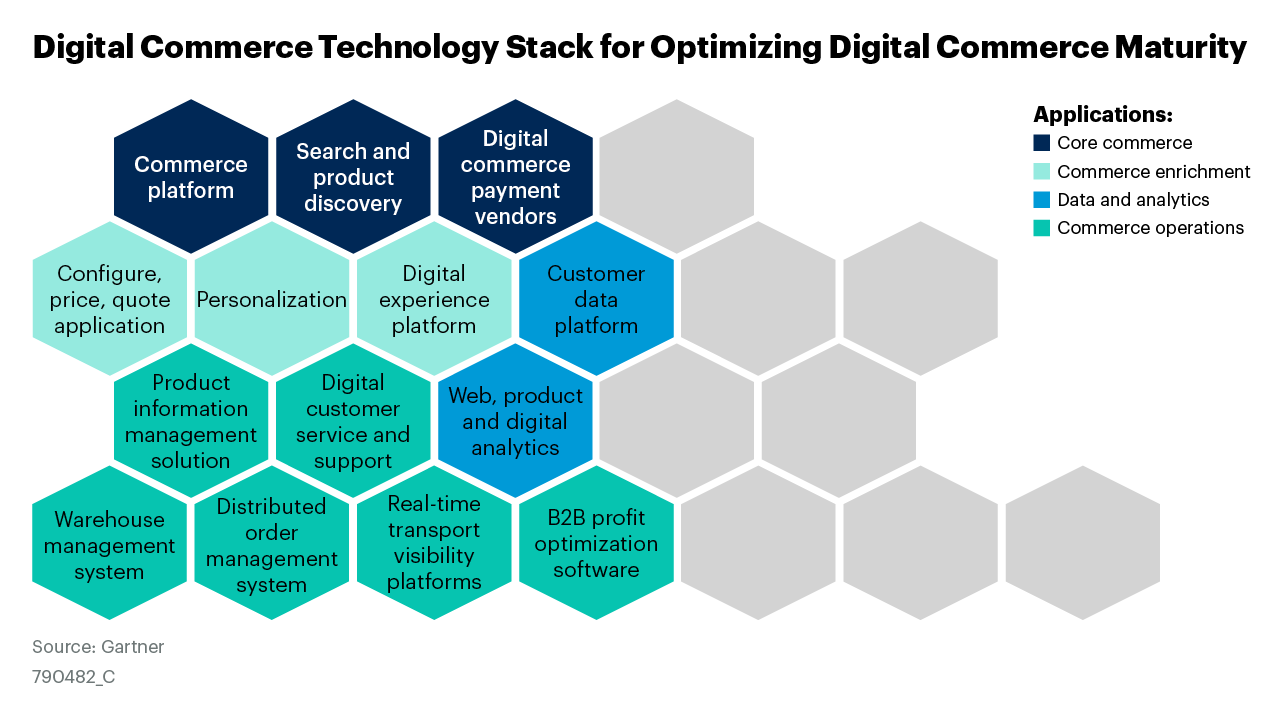 Digital Commerce Technology Stack for Optimizing Digital Commerce Maturity
Applications:
Core commerce
Commerce enrichment
Data and analytics
Commerce operations
Commerce
platform
Search and
product
discovery
Digital
commerce
payment
vendors
Configure,
price, quote
application
Personalization
Digital
experience
platform
Customer
data
platform
Product
information
management
solution
Digital
customer
service and
support
Web, product
and digital
analytics
Warehouse
management
system
Distributed
order
management
system
Real-time
transport
visibility
platforms
B2B profit
optimization
software
Source: Gartner
790482_C